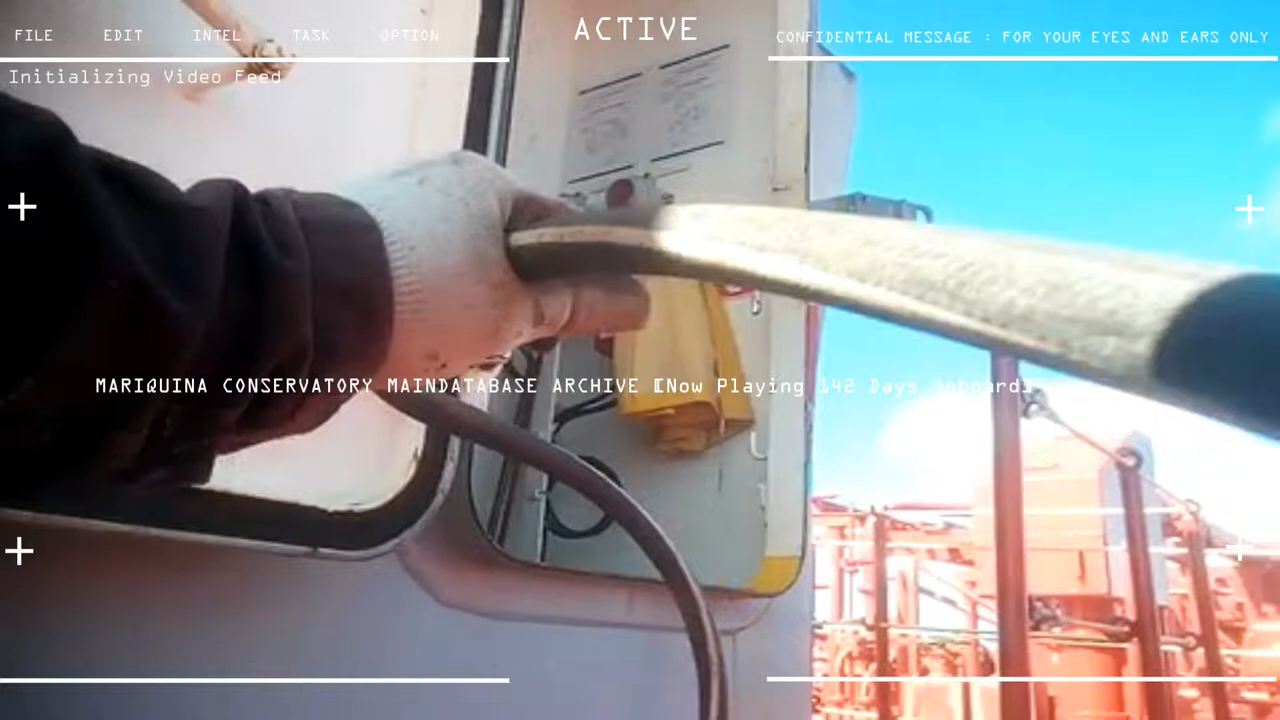 FILE EDIT INTEL TASK OPTION
ACTIVE
CONFIDENTIAL MESSAGE : FOR YOUR EYES AND EARS ONLY
Initializing Video Feed
MARIQUINA CONSERVATORY MAINDATABASE ARCHIVE [Now Playing 142 Days Onboard]